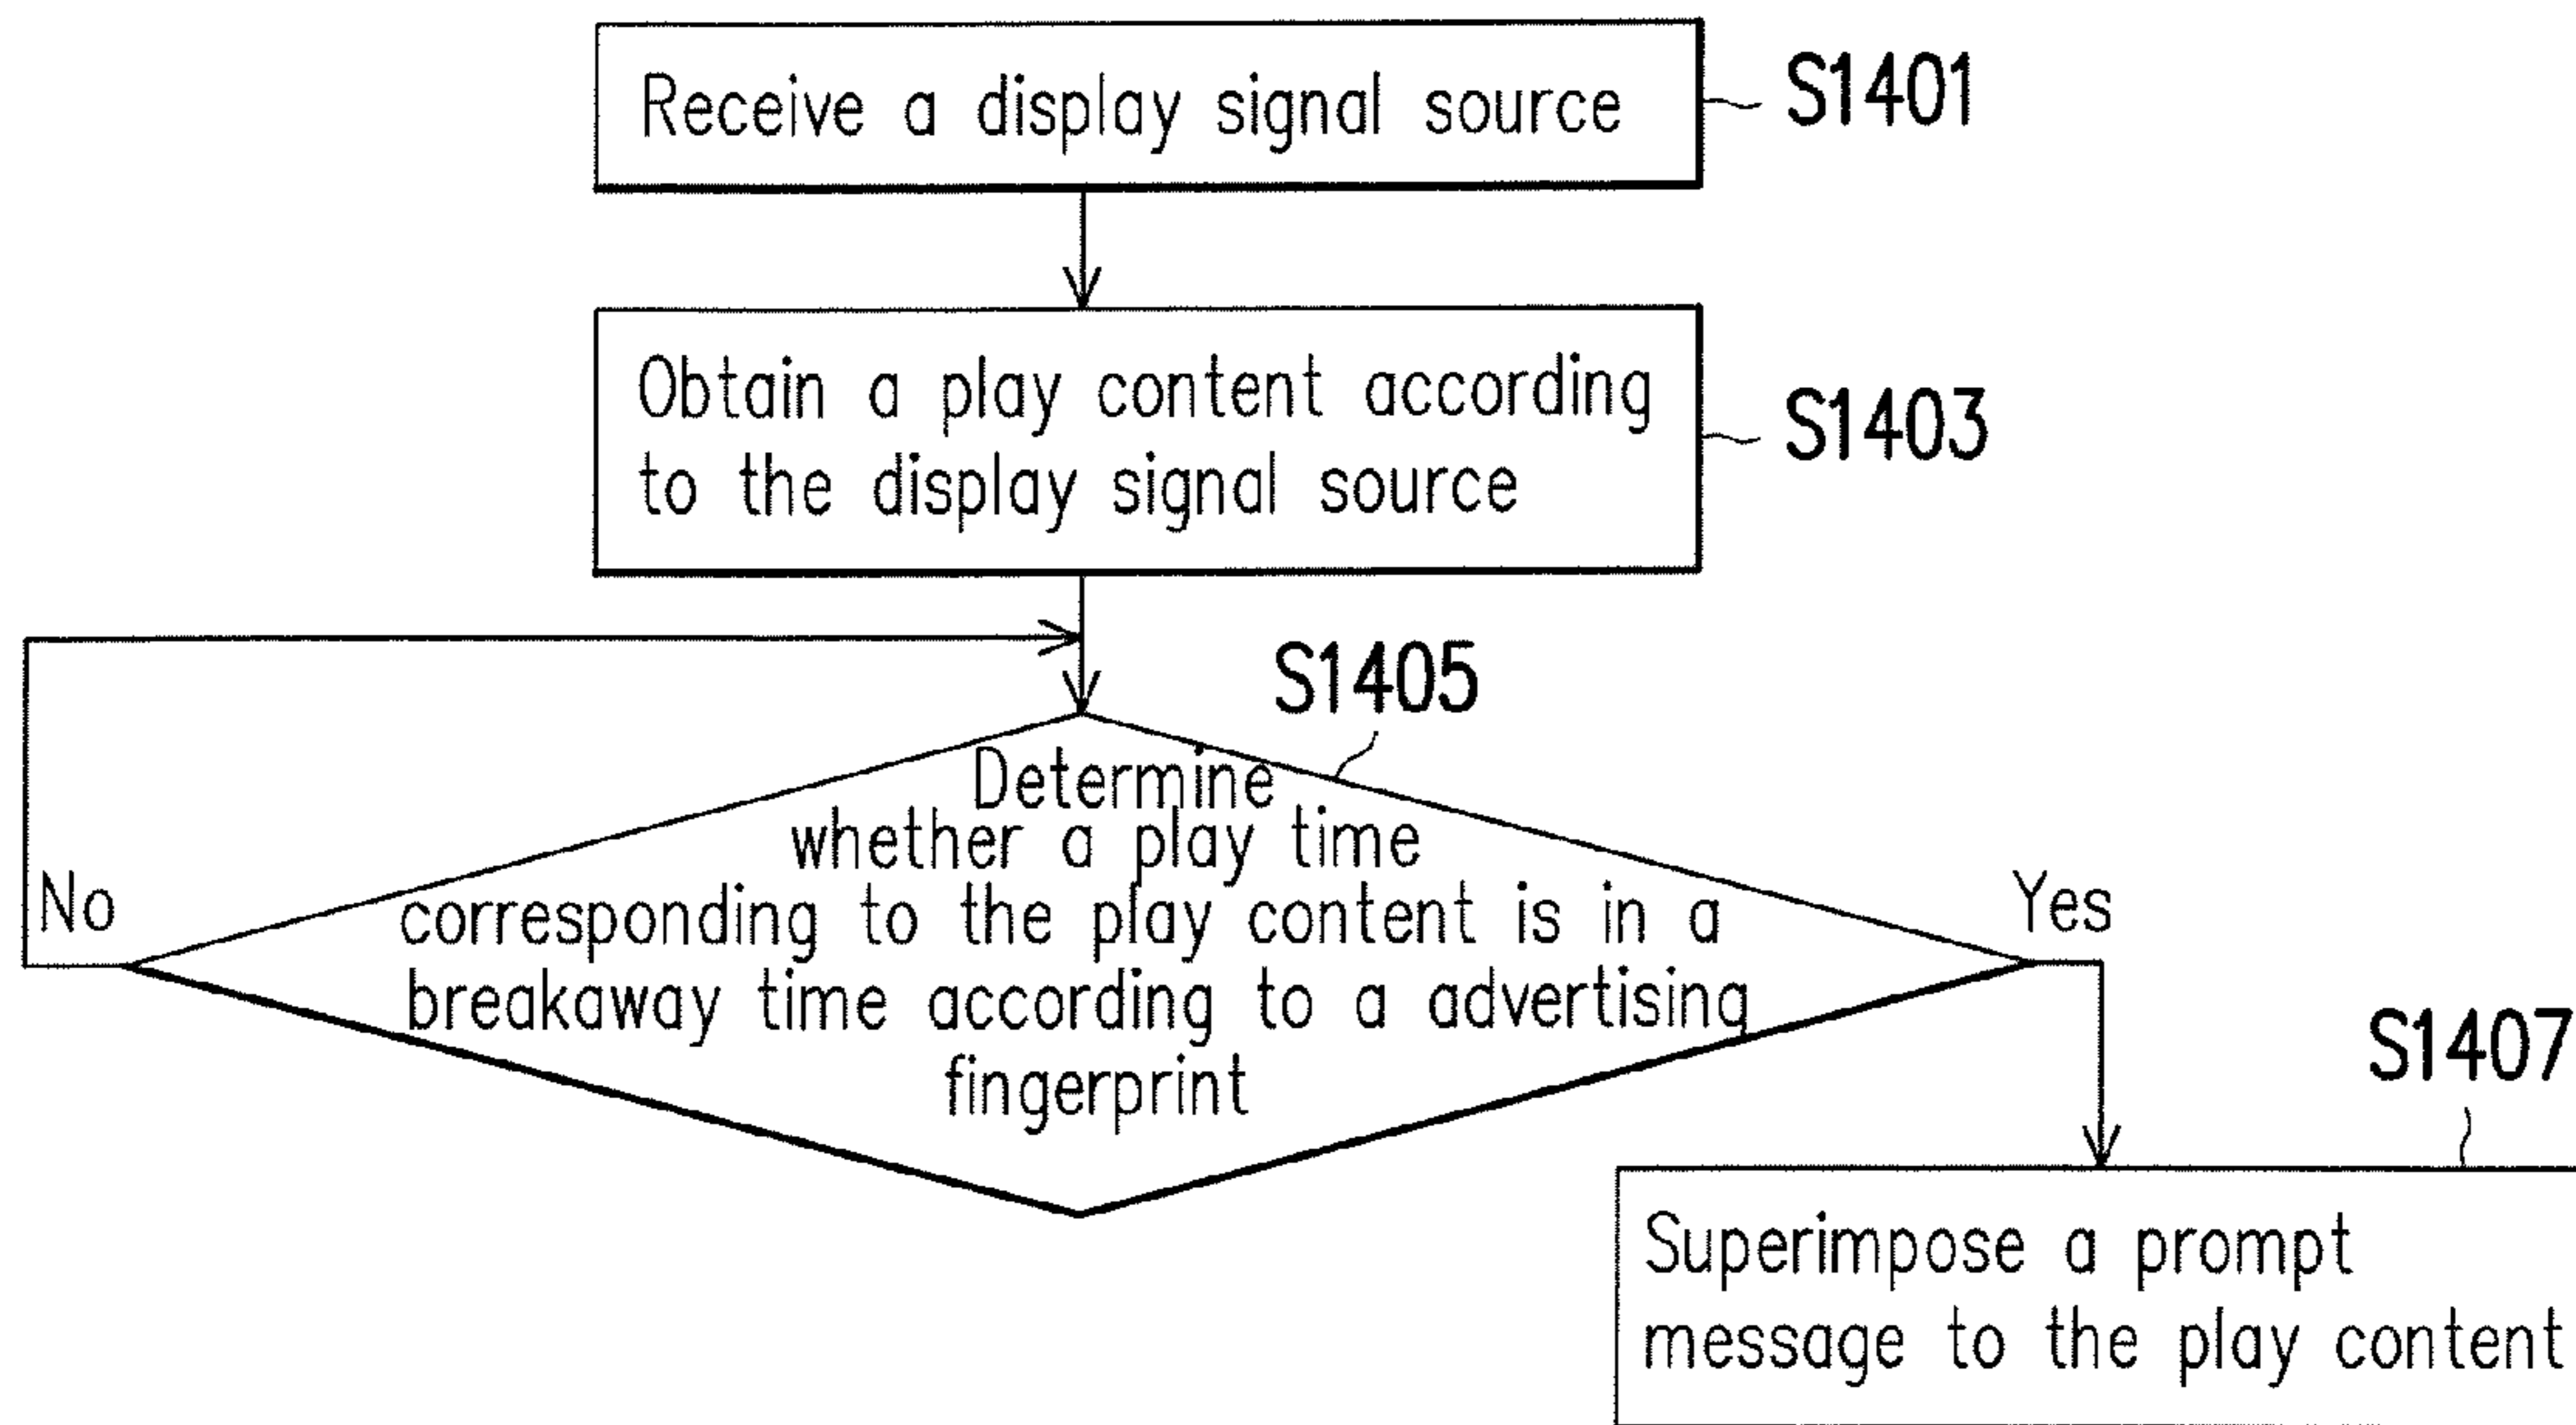 Receive a display signal source
S1401
Obtain a play content according
to the display signal source
S1403
S1405
Determine
whether a play time
corresponding to the play content is in a
breakaway time according to a advertising
fingerprint
No
Yes
S1407
Superimpose a prompt
message to the play content